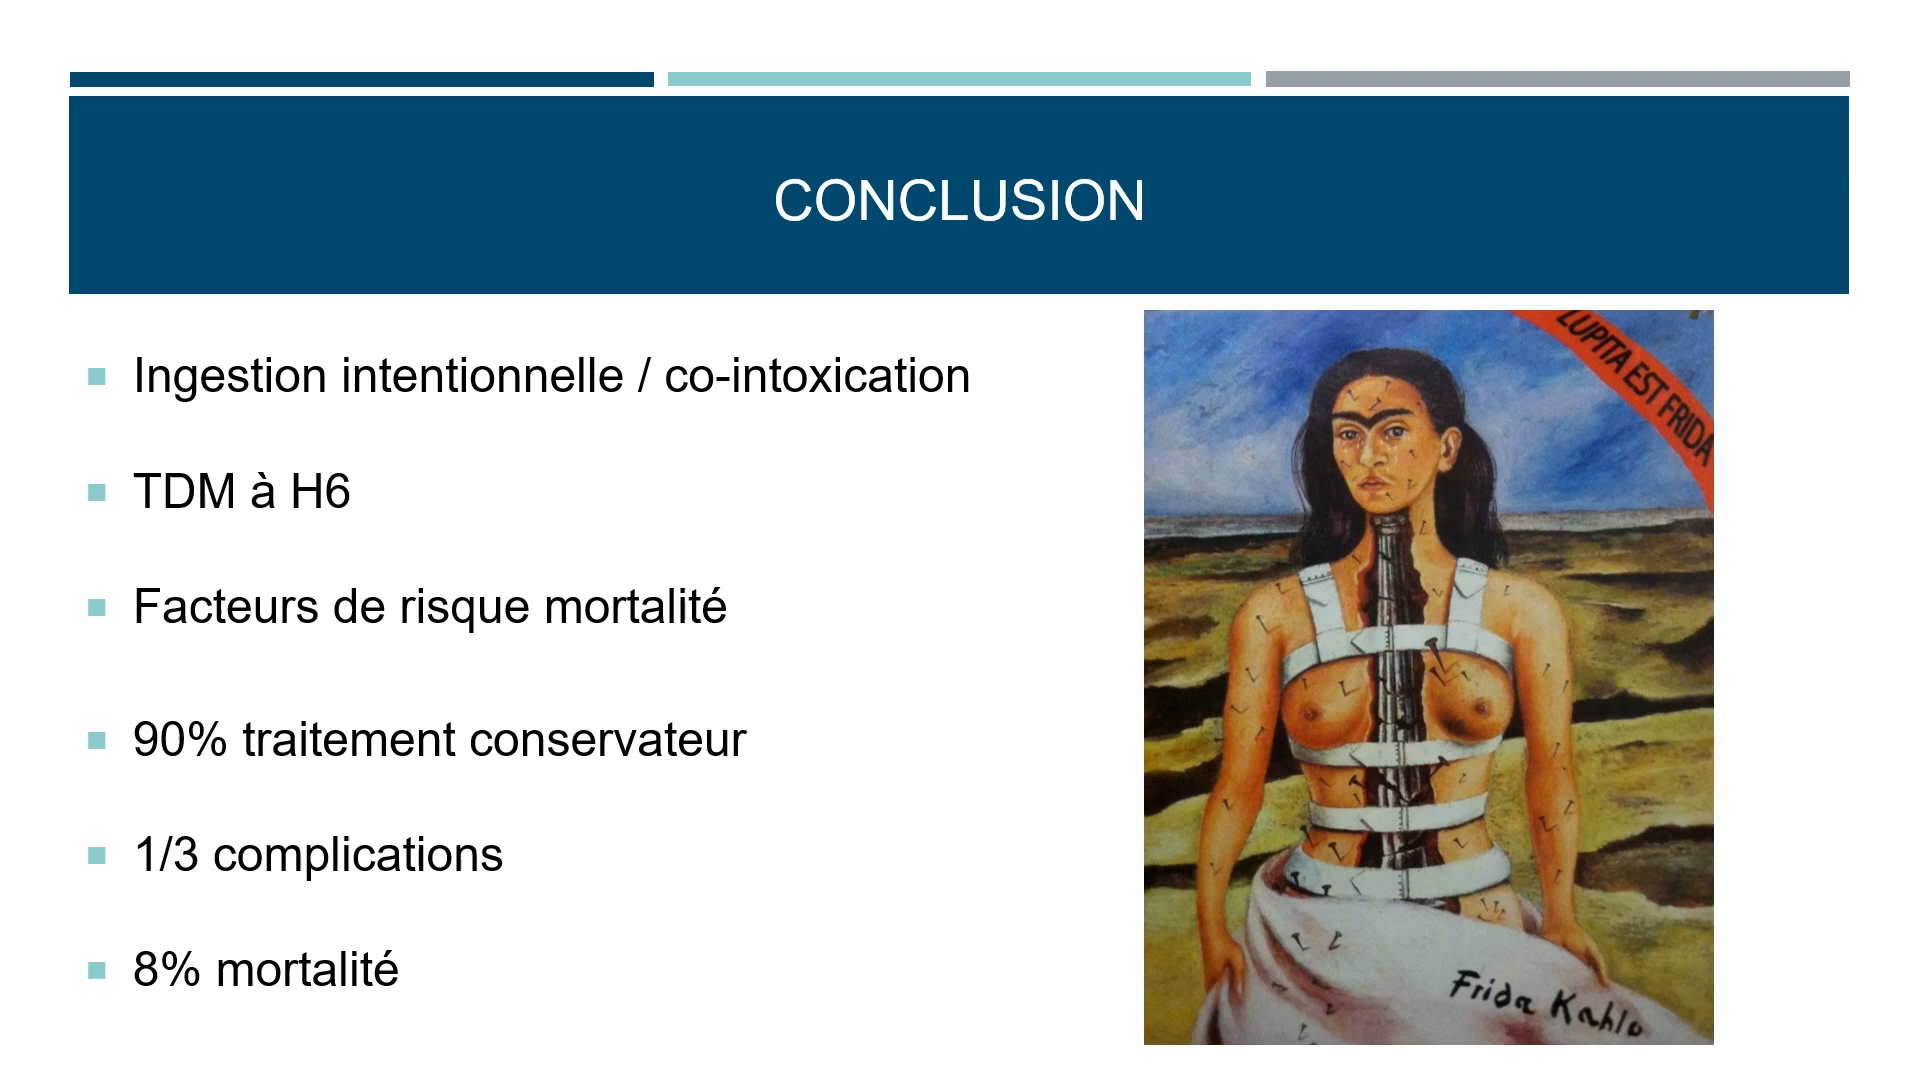 CONCLUSION
Ingestion intentionnelle / co-intoxication
TDM à H6
Facteurs de risque mortalité
90% traitement conservateur
1/3 complications
8% mortalité
LUPITA EST FRIDA
Frida Kahlo